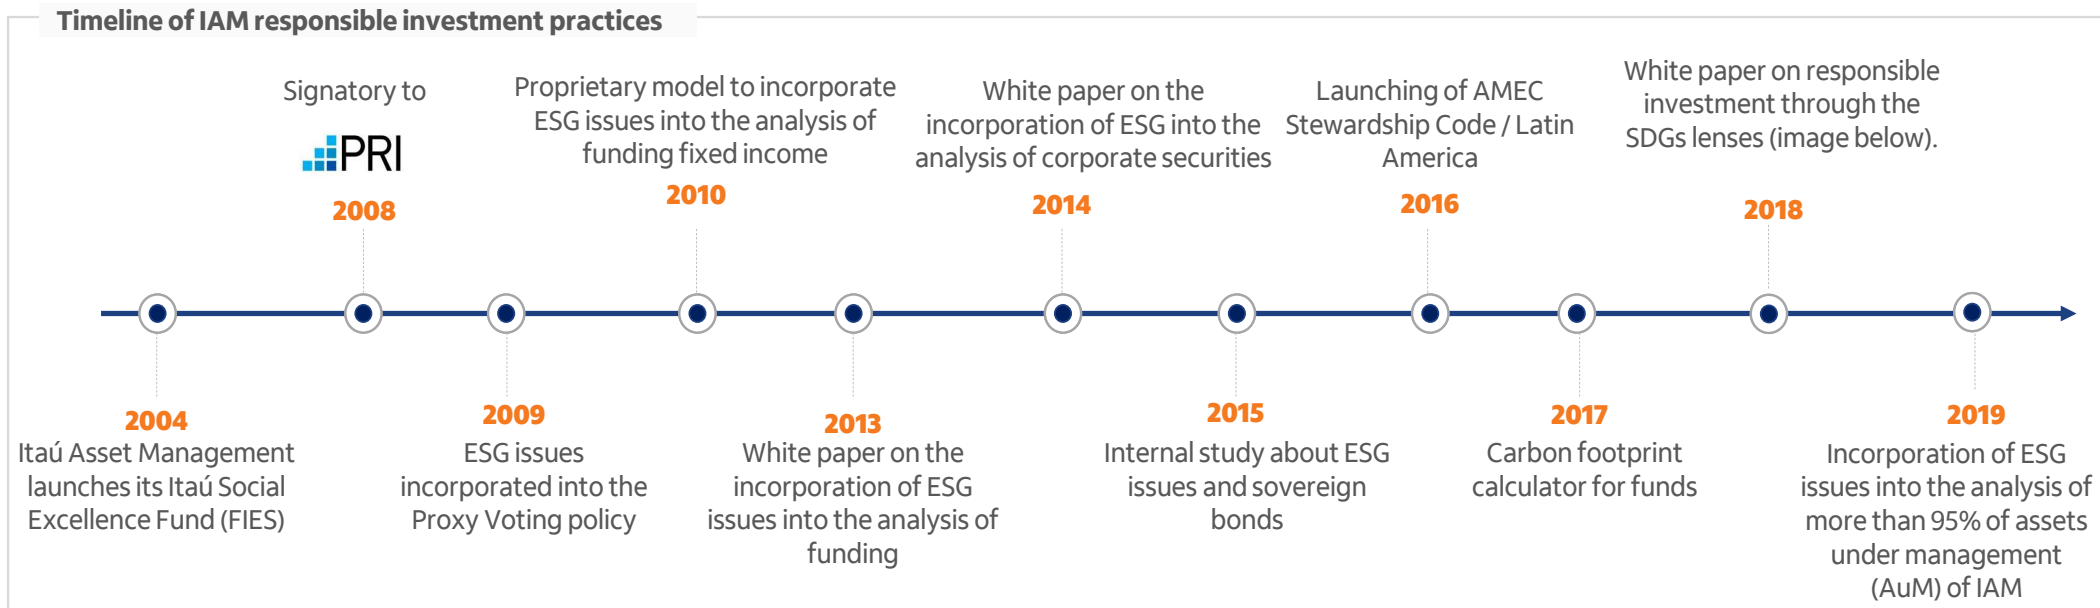 Timeline of IAM responsible investment practices
Signatory to
PRI
2008
Proprietary model to incorporate
ESG issues into the analysis of
funding fixed income
2010
White paper on the
incorporation of ESG into the
analysis of corporate securities
2014
Launching of AMEC
Stewardship Code / Latin
America
2016
White paper on responsible
investment through the
SDGs lenses (image below).
2018
2004
Itaú Asset Management
launches its Itaú Social
Excellence Fund (FIES)
2009
ESG issues
incorporated into the
Proxy Voting policy
2013
White paper on the
incorporation of ESG
issues into the analysis of
funding
2015
Internal study about ESG
issues and sovereign
bonds
2017
Carbon footprint
calculator for funds
2019
Incorporation of ESG
issues into the analysis of
more than 95% of assets
under management
(AuM) of IAM